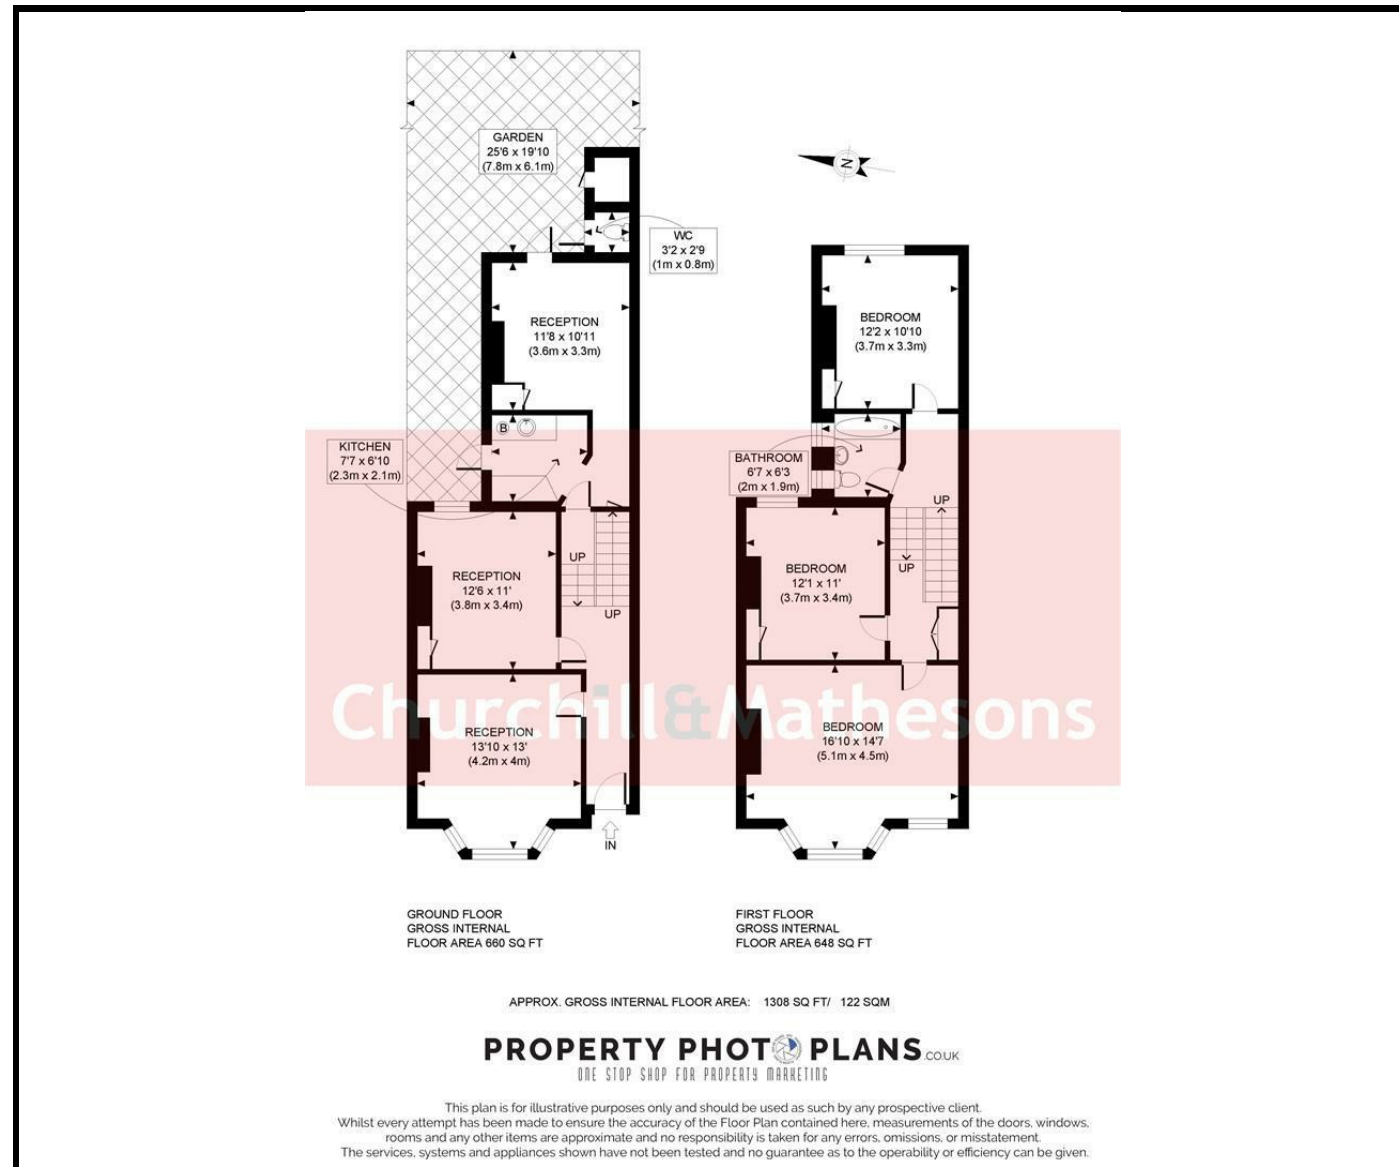 GARDEN
25'6 x 19'10
(7.8m x 6.1m)
N
WC
3'2 x 2'9
(1m x 0.8m)
RECEPTION
11'8 x 10'11
(3.6m x 3.3m)
BEDROOM
12'2 x 10'10
(3.7m x 3.3m)
B
KITCHEN
7'7 x 6'10
(2.3m x 2.1m)
BATHROOM
6'7 x 6'3
(2m x 1.9m)
UP
RECEPTION
12'6 x 11'
(3.8m x 3.4m)
UP
UP
BEDROOM
12'1 x 11'
(3.7m x 3.4m)
UP
Churchill&Mathesons
RECEPTION
13'10 x 13'
(4.2m x 4m)
BEDROOM
16'10 x 14'7
(5.1m x 4.5m)
IN
GROUND FLOOR
GROSS INTERNAL
FLOOR AREA 660 SQ FT
FIRST FLOOR
GROSS INTERNAL
FLOOR AREA 648 SQ FT
APPROX. GROSS INTERNAL FLOOR AREA: 1308 SQ FT/ 122 SQM
PROPERTY PHOTO PLANS.CO.UK
ONE STOP SHOP FOR PROPERTY MARKETING
This plan is for illustrative purposes only and should be used as such by any prospective client.
Whilst every attempt has been made to ensure the accuracy of the Floor Plan contained here, measurements of the doors, windows,
rooms and any other items are approximate and no responsibility is taken for any errors, omissions, or misstatement.
The services, systems and appliances shown have not been tested and no guarantee as to the operability or efficiency can be given.